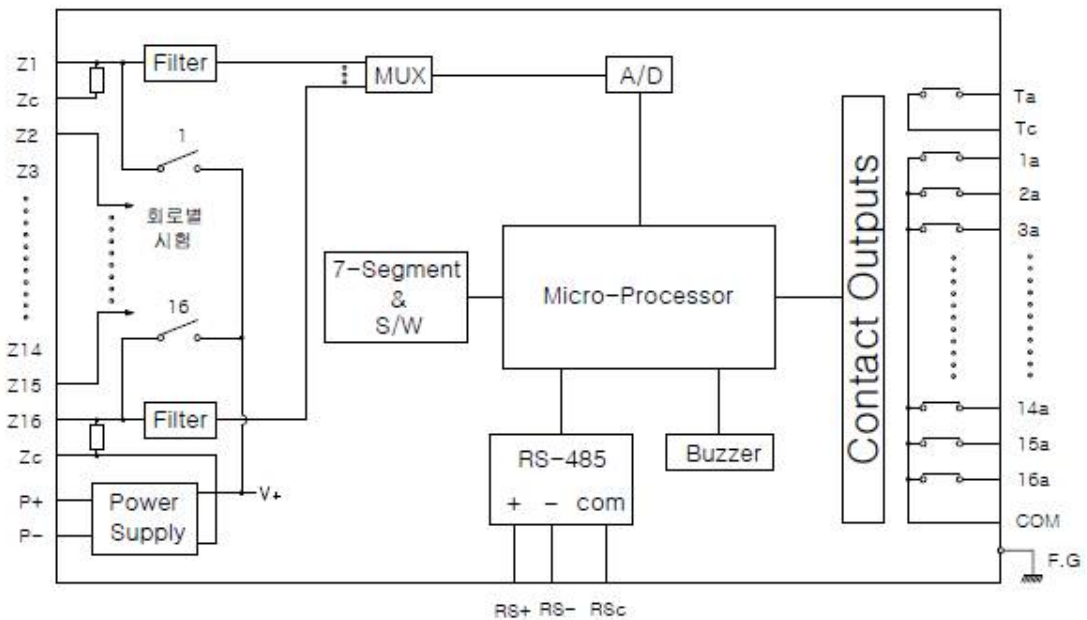 Z1
Zc
Z2
Z3
Z14
Z15
Z16
Zc
P+
P-
Filter
1
회로별
시험
16
Filter
Power
Supply
V+
MUX
A/D
7-Segment
&
S/W
Micro-Processor
RS-485
+ - com
Buzzer
RS+ RS- RSc
Contact Outputs
Ta
Tc
1a
2a
3a
14a
15a
16a
COM
F.G